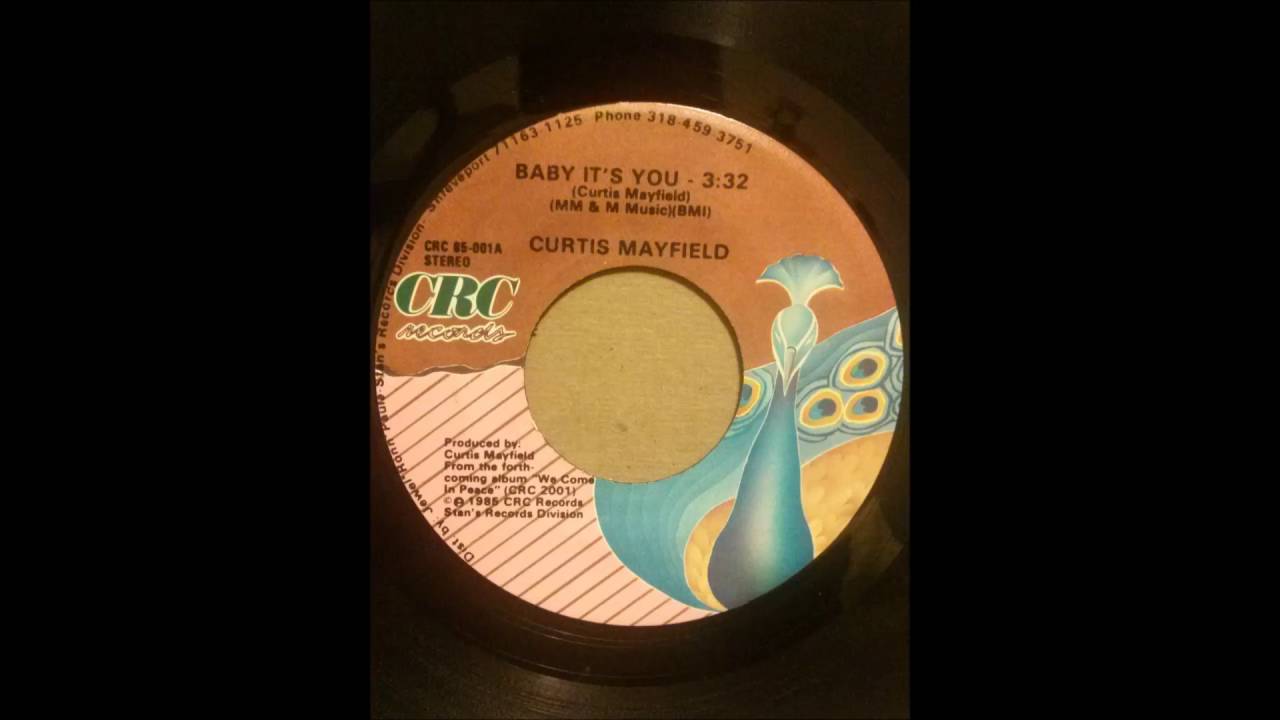 Dist by: Jewel-Ronn Paula-Stan's Records Division - Shreveport 71163-1125 Phone 318-459-3751
BABY IT'S YOU - 3:32
(Curtis Mayfield)
(MM & M Music)(BMI)
CRC 85-001A
STEREO
CURTIS MAYFIELD
CRC
records
Produced by:
Curtis Mayfield
From the forth-
coming album "We Come
In Peace" (CRC 2001)
©℗ 1985 CRC Records
Stan's Records Division